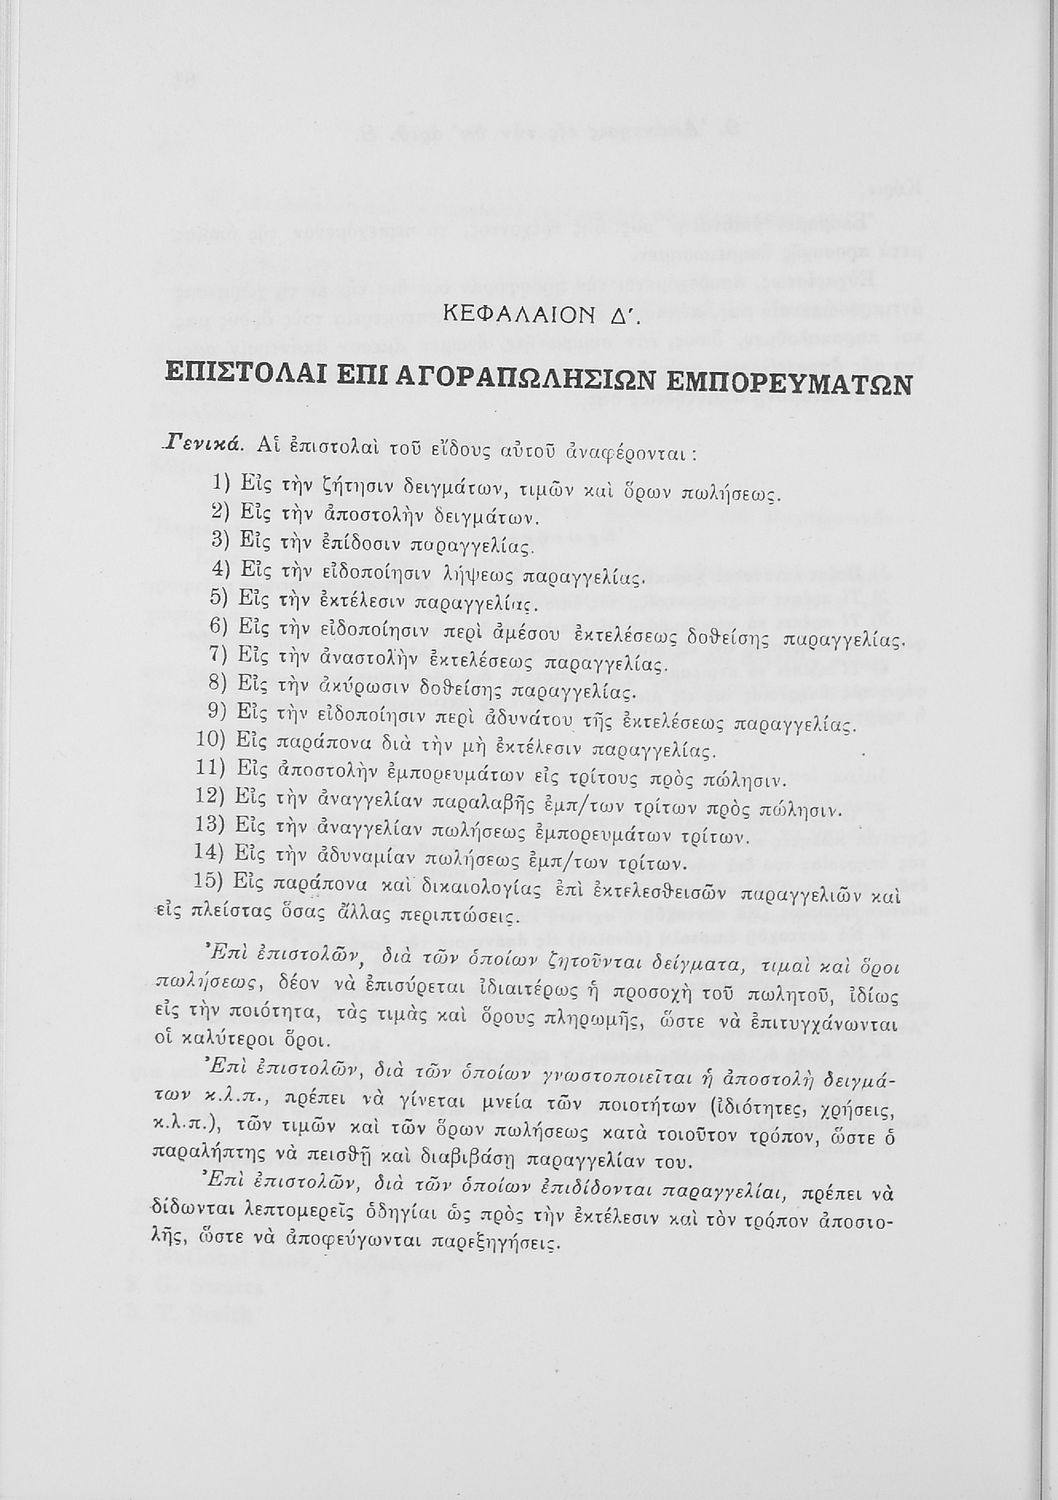 ΚΕΦΑΛΑΙΟΝ Δ΄.
ΕΠΙΣΤΟΛΑΙ ΕΠΙ ΑΓΟΡΑΠΩΛΗΣΙΩΝ ΕΜΠΟΡΕΥΜΑΤΩΝ
Γενικά. Αἱ ἐπιστολαὶ τοῦ εἴδους αὐτοῦ ἀναφέρονται :
1) Εἰς τὴν ζήτησιν δειγμάτων, τιμῶν καὶ ὅρων πωλήσεως.
2) Εἰς τὴν ἀποστολὴν δειγμάτων.
3) Εἰς τὴν ἐπίδοσιν παραγγελίας.
4) Εἰς τὴν εἰδοποίησιν λήψεως παραγγελίας.
5) Εἰς τὴν ἐκτέλεσιν παραγγελίας.
6) Εἰς τὴν εἰδοποίησιν περὶ ἀμέσου ἐκτελέσεως δοθείσης παραγγελίας.
7) Εἰς τὴν ἀναστολὴν ἐκτελέσεως παραγγελίας.
8) Εἰς τὴν ἀκύρωσιν δοθείσης παραγγελίας.
9) Εἰς τὴν εἰδοποίησιν περὶ ἀδυνάτου τῆς ἐκτελέσεως παραγγελίας.
10) Εἰς παράπονα διὰ τὴν μὴ ἐκτέλεσιν παραγγελίας.
11) Εἰς ἀποστολὴν ἐμπορευμάτων εἰς τρίτους πρὸς πώλησιν.
12) Εἰς τὴν ἀναγγελίαν παραλαβῆς ἐμπ/των τρίτων πρὸς πώλησιν.
13) Εἰς τὴν ἀναγγελίαν πωλήσεως ἐμπορευμάτων τρίτων.
14) Εἰς τὴν ἀδυναμίαν πωλήσεως ἐμπ/των τρίτων.
15) Εἰς παράπονα καὶ δικαιολογίας ἐπὶ ἐκτελεσθεισῶν παραγγελιῶν καὶ
εἰς πλείστας ὅσας ἄλλας περιπτώσεις.
Ἐπὶ ἐπιστολῶν, διὰ τῶν ὁποίων ζητοῦνται δείγματα, τιμαὶ καὶ ὅροι
πωλήσεως, δέον νὰ ἐπισύρεται ἰδιαιτέρως ἡ προσοχὴ τοῦ πωλητοῦ, ἰδίως
εἰς τὴν ποιότητα, τὰς τιμὰς καὶ ὅρους πληρωμῆς, ὥστε νὰ ἐπιτυγχάνωνται
οἱ καλύτεροι ὅροι.
Ἐπὶ ἐπιστολῶν, διὰ τῶν ὁποίων γνωστοποιεῖται ἡ ἀποστολὴ δειγμά-
των κ.λ.π., πρέπει νὰ γίνεται μνεία τῶν ποιοτήτων (ἰδιότητες, χρήσεις,
κ.λ.π.), τῶν τιμῶν καὶ τῶν ὅρων πωλήσεως κατὰ τοιοῦτον τρόπον, ὥστε ὁ
παραλήπτης νὰ πεισθῇ καὶ διαβιβάσῃ παραγγελίαν του.
Ἐπὶ ἐπιστολῶν, διὰ τῶν ὁποίων ἐπιδίδονται παραγγελίαι, πρέπει νὰ
δίδωνται λεπτομερεῖς ὁδηγίαι ὡς πρὸς τὴν ἐκτέλεσιν καὶ τὸν τρόπον ἀποστο-
λῆς, ὥστε νὰ ἀποφεύγωνται παρεξηγήσεις.